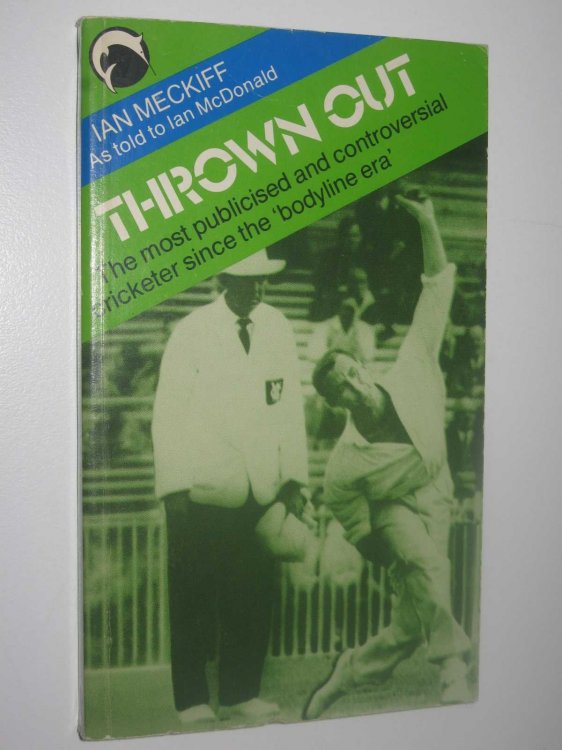 IAN MECKIFF
As told to Ian McDonald
THROWN OUT
'The most publicised and controversial
cricketer since the 'bodyline era'